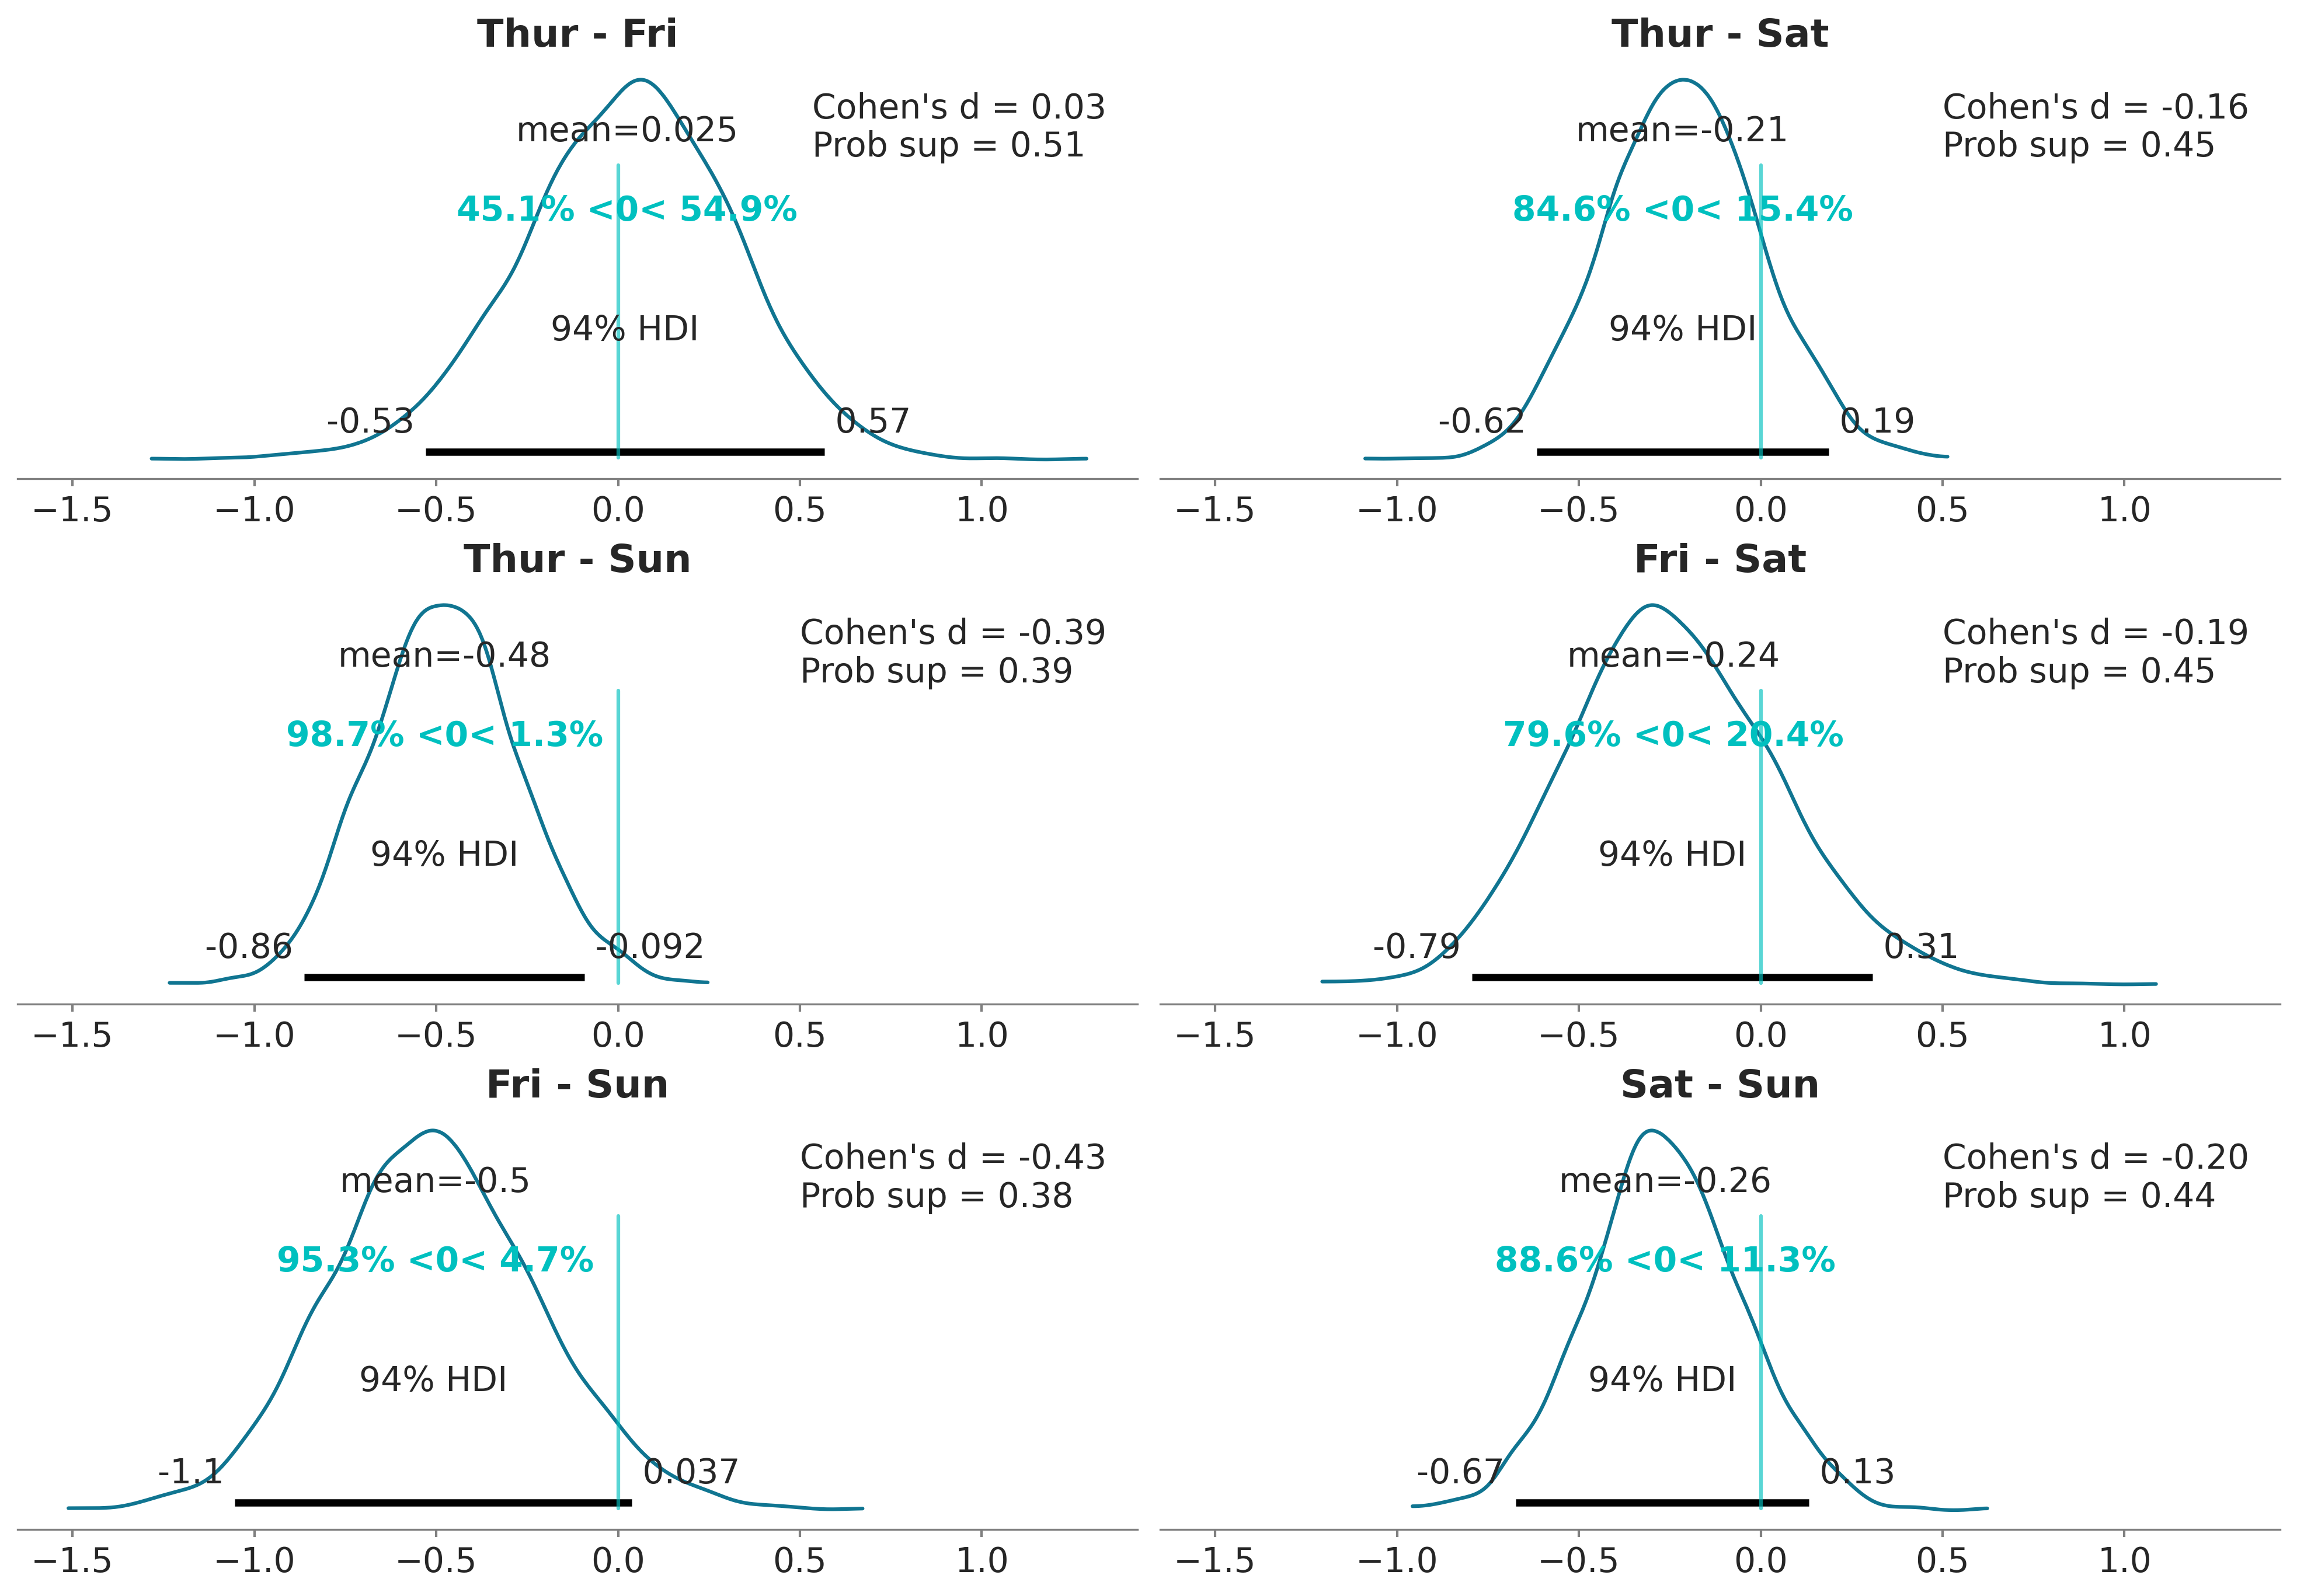 Thur - Fri
Cohen's d = 0.03
Prob sup = 0.51
mean=0.025
45.1% <0< 54.9%
94% HDI
-0.53
0.57
−1.5 −1.0 −0.5 0.0 0.5 1.0
Thur - Sat
Cohen's d = -0.16
Prob sup = 0.45
mean=-0.21
84.6% <0< 15.4%
94% HDI
-0.62
0.19
−1.5 −1.0 −0.5 0.0 0.5 1.0
Thur - Sun
Cohen's d = -0.39
Prob sup = 0.39
mean=-0.48
98.7% <0< 1.3%
94% HDI
-0.86
-0.092
−1.5 −1.0 −0.5 0.0 0.5 1.0
Fri - Sat
Cohen's d = -0.19
Prob sup = 0.45
mean=-0.24
79.6% <0< 20.4%
94% HDI
-0.79
0.31
−1.5 −1.0 −0.5 0.0 0.5 1.0
Fri - Sun
Cohen's d = -0.43
Prob sup = 0.38
mean=-0.5
95.3% <0< 4.7%
94% HDI
-1.1
0.037
−1.5 −1.0 −0.5 0.0 0.5 1.0
Sat - Sun
Cohen's d = -0.20
Prob sup = 0.44
mean=-0.26
88.6% <0< 11.3%
94% HDI
-0.67
0.13
−1.5 −1.0 −0.5 0.0 0.5 1.0